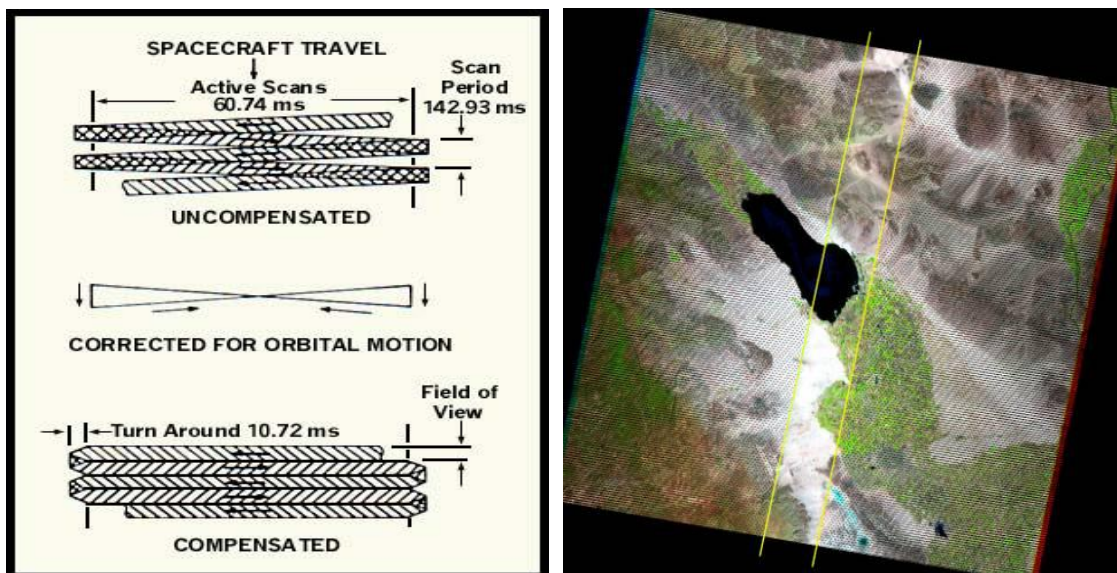 SPACECRAFT TRAVEL
Active Scans
60.74 ms
Scan
Period
142.93 ms
UNCOMPENSATED
CORRECTED FOR ORBITAL MOTION
Field of
View
Turn Around 10.72 ms
COMPENSATED